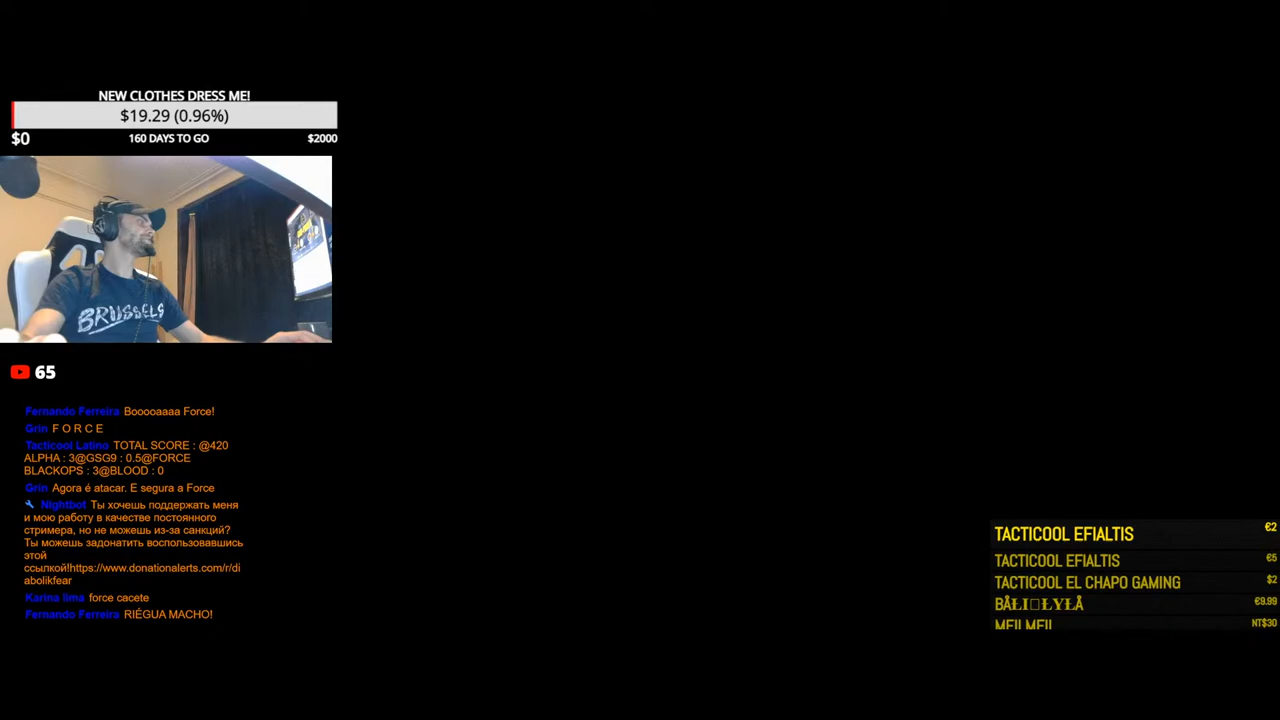 NEW CLOTHES DRESS ME!
$19.29 (0.96%)
$0 160 DAYS TO GO $2000
BRUSSELS
65
Fernando Ferreira Booooaaaa Force!
Grin F O R C E
Tacticool Latino TOTAL SCORE : @420
ALPHA : 3@GSG9 : 0.5@FORCE
BLACKOPS : 3@BLOOD : 0
Grin Agora é atacar. E segura a Force
Nightbot Ты хочешь поддержать меня
и мою работу в качестве постоянного
стримера, но не можешь из-за санкций?
Ты можешь задонатить воспользовавшись
этой
ссылкой!https://www.donationalerts.com/r/di
abolikfear
Karina lima force cacete
Fernando Ferreira RIÉGUA MACHO!
TACTICOOL EFIALTIS €2
TACTICOOL EFIALTIS €5
TACTICOOL EL CHAPO GAMING $2
BÅŁI□ŁYŁÅ €9.99
MEILMEIL NT$30